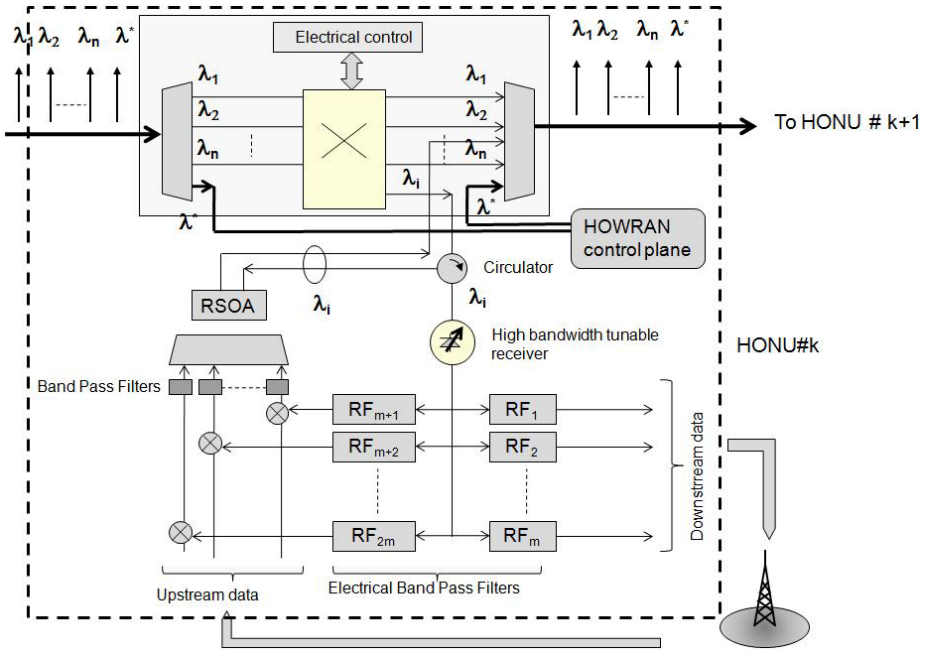 λ1 λ2 λn λ*
Electrical control
λ1 λ2 λn λ*
λ1
λ2
λn
λ1
λ2
λn
λi
λ*
λ*
To HONU # k+1
HOWRAN
control plane
Circulator
λi
λi
RSOA
High bandwidth tunable
receiver
HONU#k
Band Pass Filters
RFm+1
RF1
RFm+2
RF2
RF2m
RFm
Downstrream data
Upstream data
Electrical Band Pass Filters